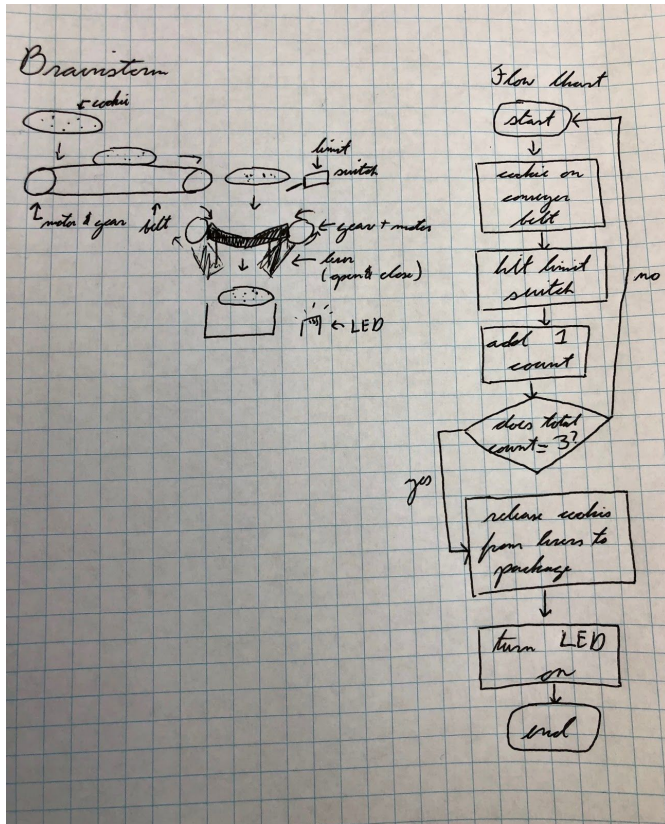 Brainstorm
cookie
limit
switch
motor & gear
belt
gear + motor
lever
(open & close)
LED
Flow Chart
start
cookie on
conveyer
belt
hit limit
switch
add 1
count
does total
count = 3?
no
yes
release cookies
from levers to
package
turn LED
on
end